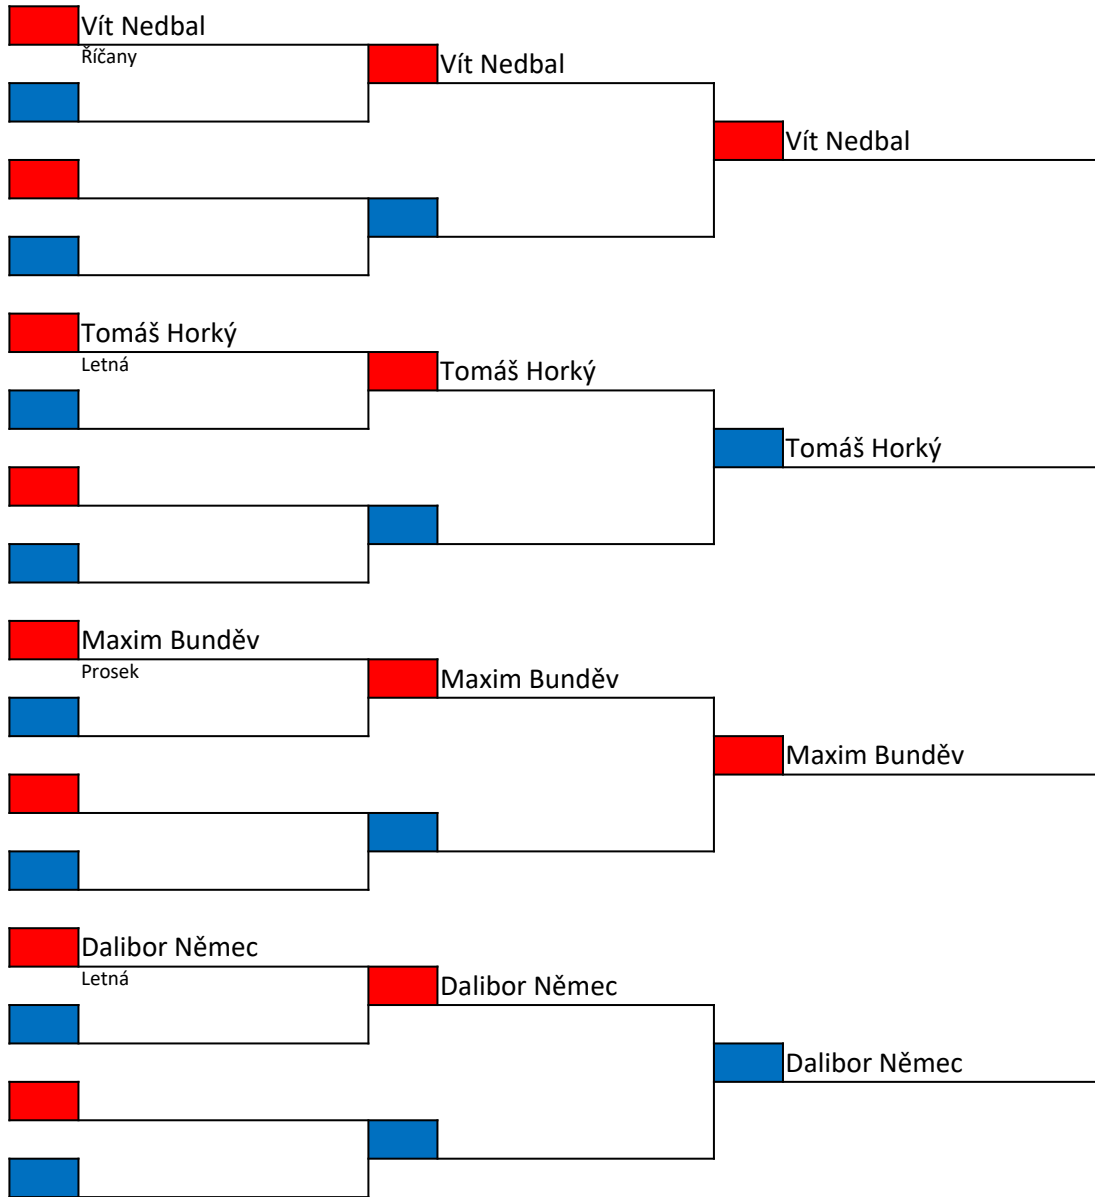 Vít Nedbal
Říčany
Vít Nedbal
Vít Nedbal
Tomáš Horký
Letná
Tomáš Horký
Tomáš Horký
Maxim Bunděv
Prosek
Maxim Bunděv
Maxim Bunděv
Dalibor Němec
Letná
Dalibor Němec
Dalibor Němec